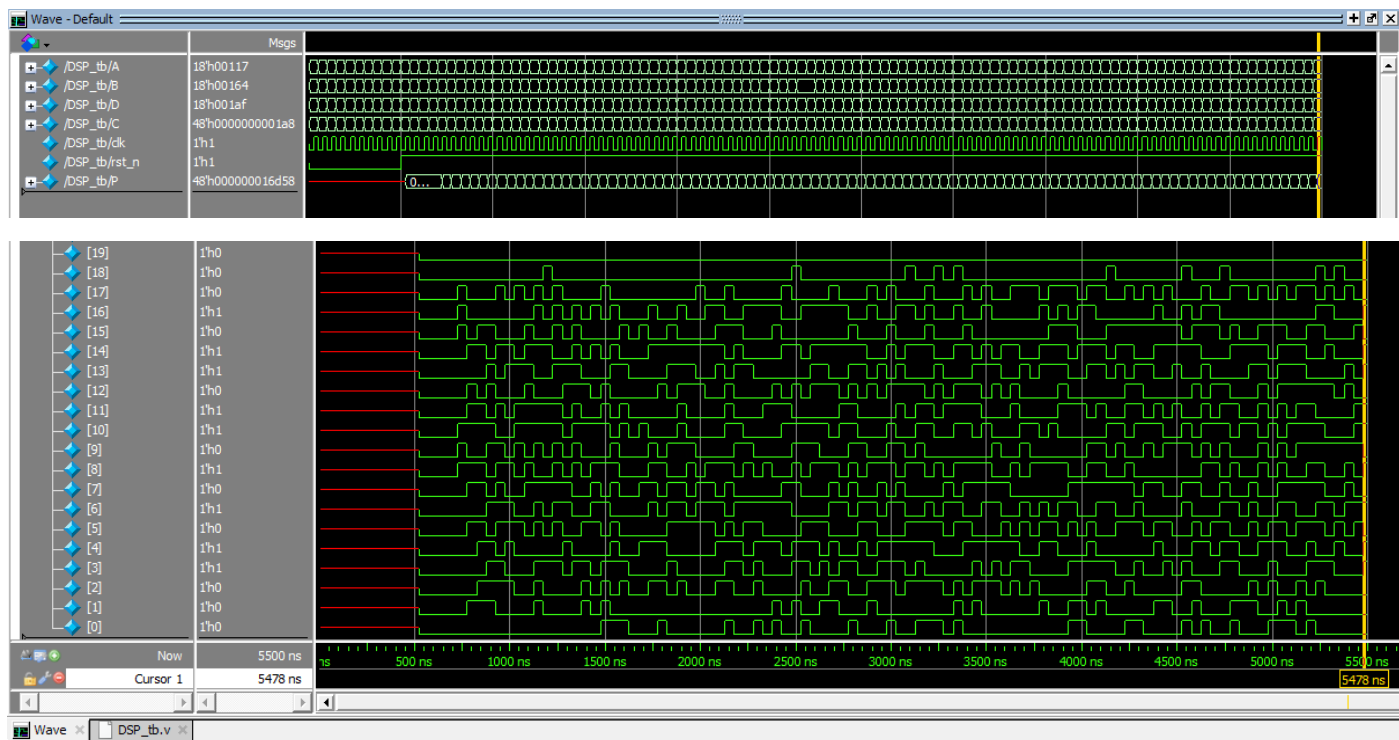 Wave - Default
Msgs
/DSP_tb/A 18'h00117
/DSP_tb/B 18'h00164
/DSP_tb/D 18'h001af
/DSP_tb/C 48'h0000000001a8
/DSP_tb/clk 1'h1
/DSP_tb/rst_n 1'h1
/DSP_tb/P 48'h000000016d58 0...
[19] 1'h0
[18] 1'h0
[17] 1'h0
[16] 1'h1
[15] 1'h0
[14] 1'h1
[13] 1'h1
[12] 1'h0
[11] 1'h1
[10] 1'h1
[9] 1'h0
[8] 1'h1
[7] 1'h0
[6] 1'h1
[5] 1'h0
[4] 1'h1
[3] 1'h1
[2] 1'h0
[1] 1'h0
[0] 1'h0
Now 5500 ns ns 500 ns 1000 ns 1500 ns 2000 ns 2500 ns 3000 ns 3500 ns 4000 ns 4500 ns 5000 ns 5500 ns
Cursor 1 5478 ns 5478 ns
Wave DSP_tb.v